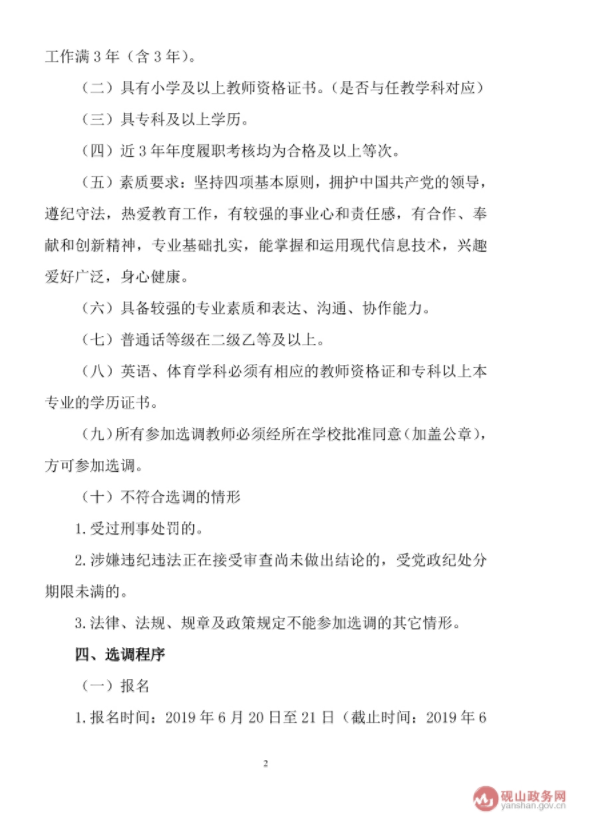 工作满 3 年（含 3 年）。
（二）具有小学及以上教师资格证书。（是否与任教学科对应）
（三）具专科及以上学历。
（四）近 3 年年度履职考核均为合格及以上等次。
（五）素质要求：坚持四项基本原则，拥护中国共产党的领导，
遵纪守法，热爱教育工作，有较强的事业心和责任感，有合作、奉
献和创新精神，专业基础扎实，能掌握和运用现代信息技术，兴趣
爱好广泛，身心健康。
（六）具备较强的专业素质和表达、沟通、协作能力。
（七）普通话等级在二级乙等及以上。
（八）英语、体育学科必须有相应的教师资格证和专科以上本
专业的学历证书。
（九）所有参加选调教师必须经所在学校批准同意（加盖公章），
方可参加选调。
（十）不符合选调的情形
1.受过刑事处罚的。
2.涉嫌违纪违法正在接受审查尚未做出结论的，受党政纪处分
期限未满的。
3.法律、法规、规章及政策规定不能参加选调的其它情形。
四、选调程序
（一）报名
1.报名时间：2019 年 6 月 20 日至 21 日（截止时间：2019 年 6
2
砚山政务网
yanshan.gov.cn